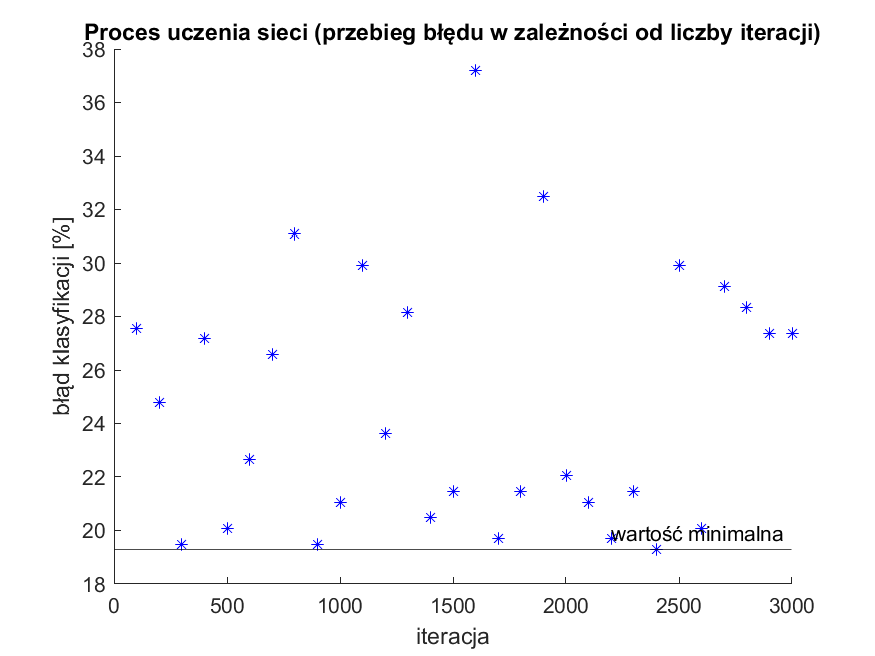 Proces uczenia sieci (przebieg błędu w zależności od liczby iteracji)
38
36
34
32
30
28
26
24
22
20
18
błąd klasyfikacji [%]
wartość minimalna
0 500 1000 1500 2000 2500 3000
iteracja